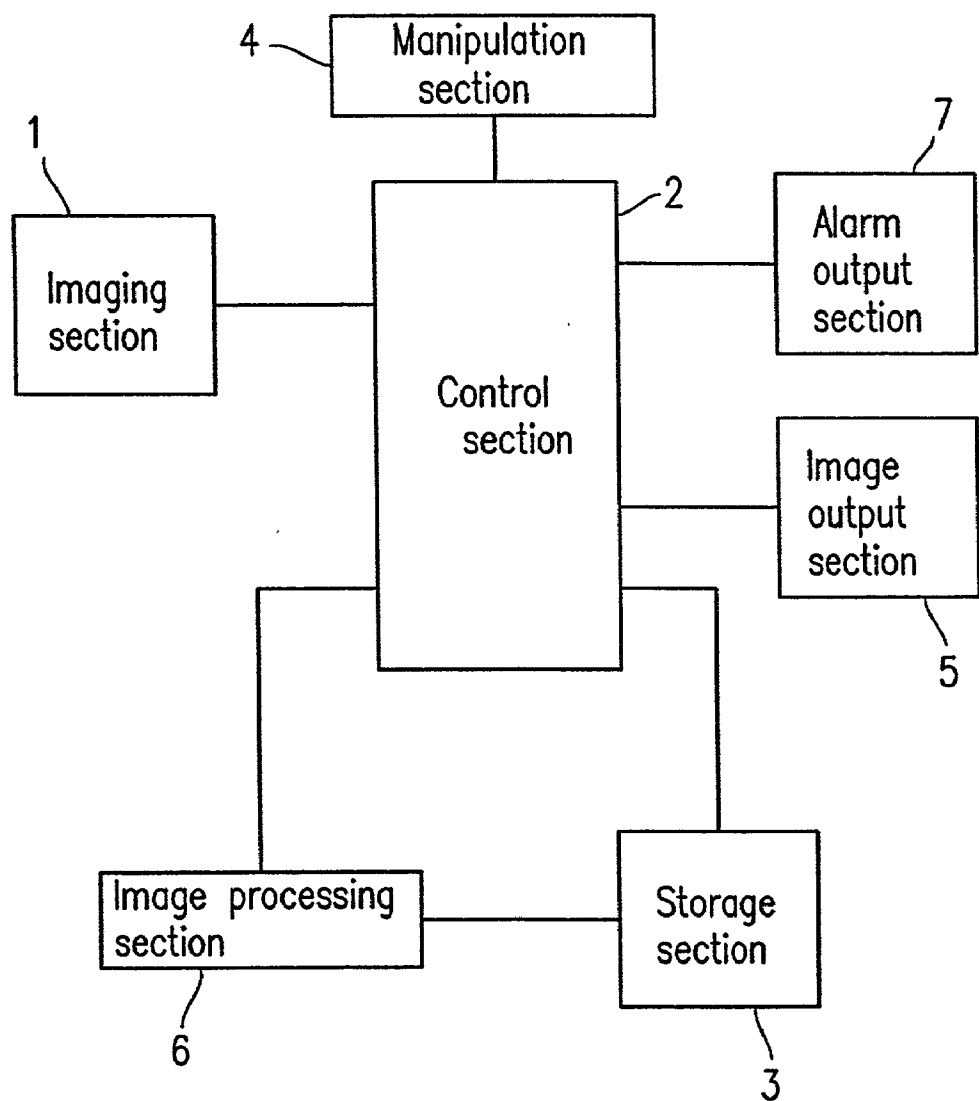 4
Manipulation
section
1
7
2
Imaging
section
Alarm
output
section
Control
section
Image
output
section
5
Image processing
section
Storage
section
6
3